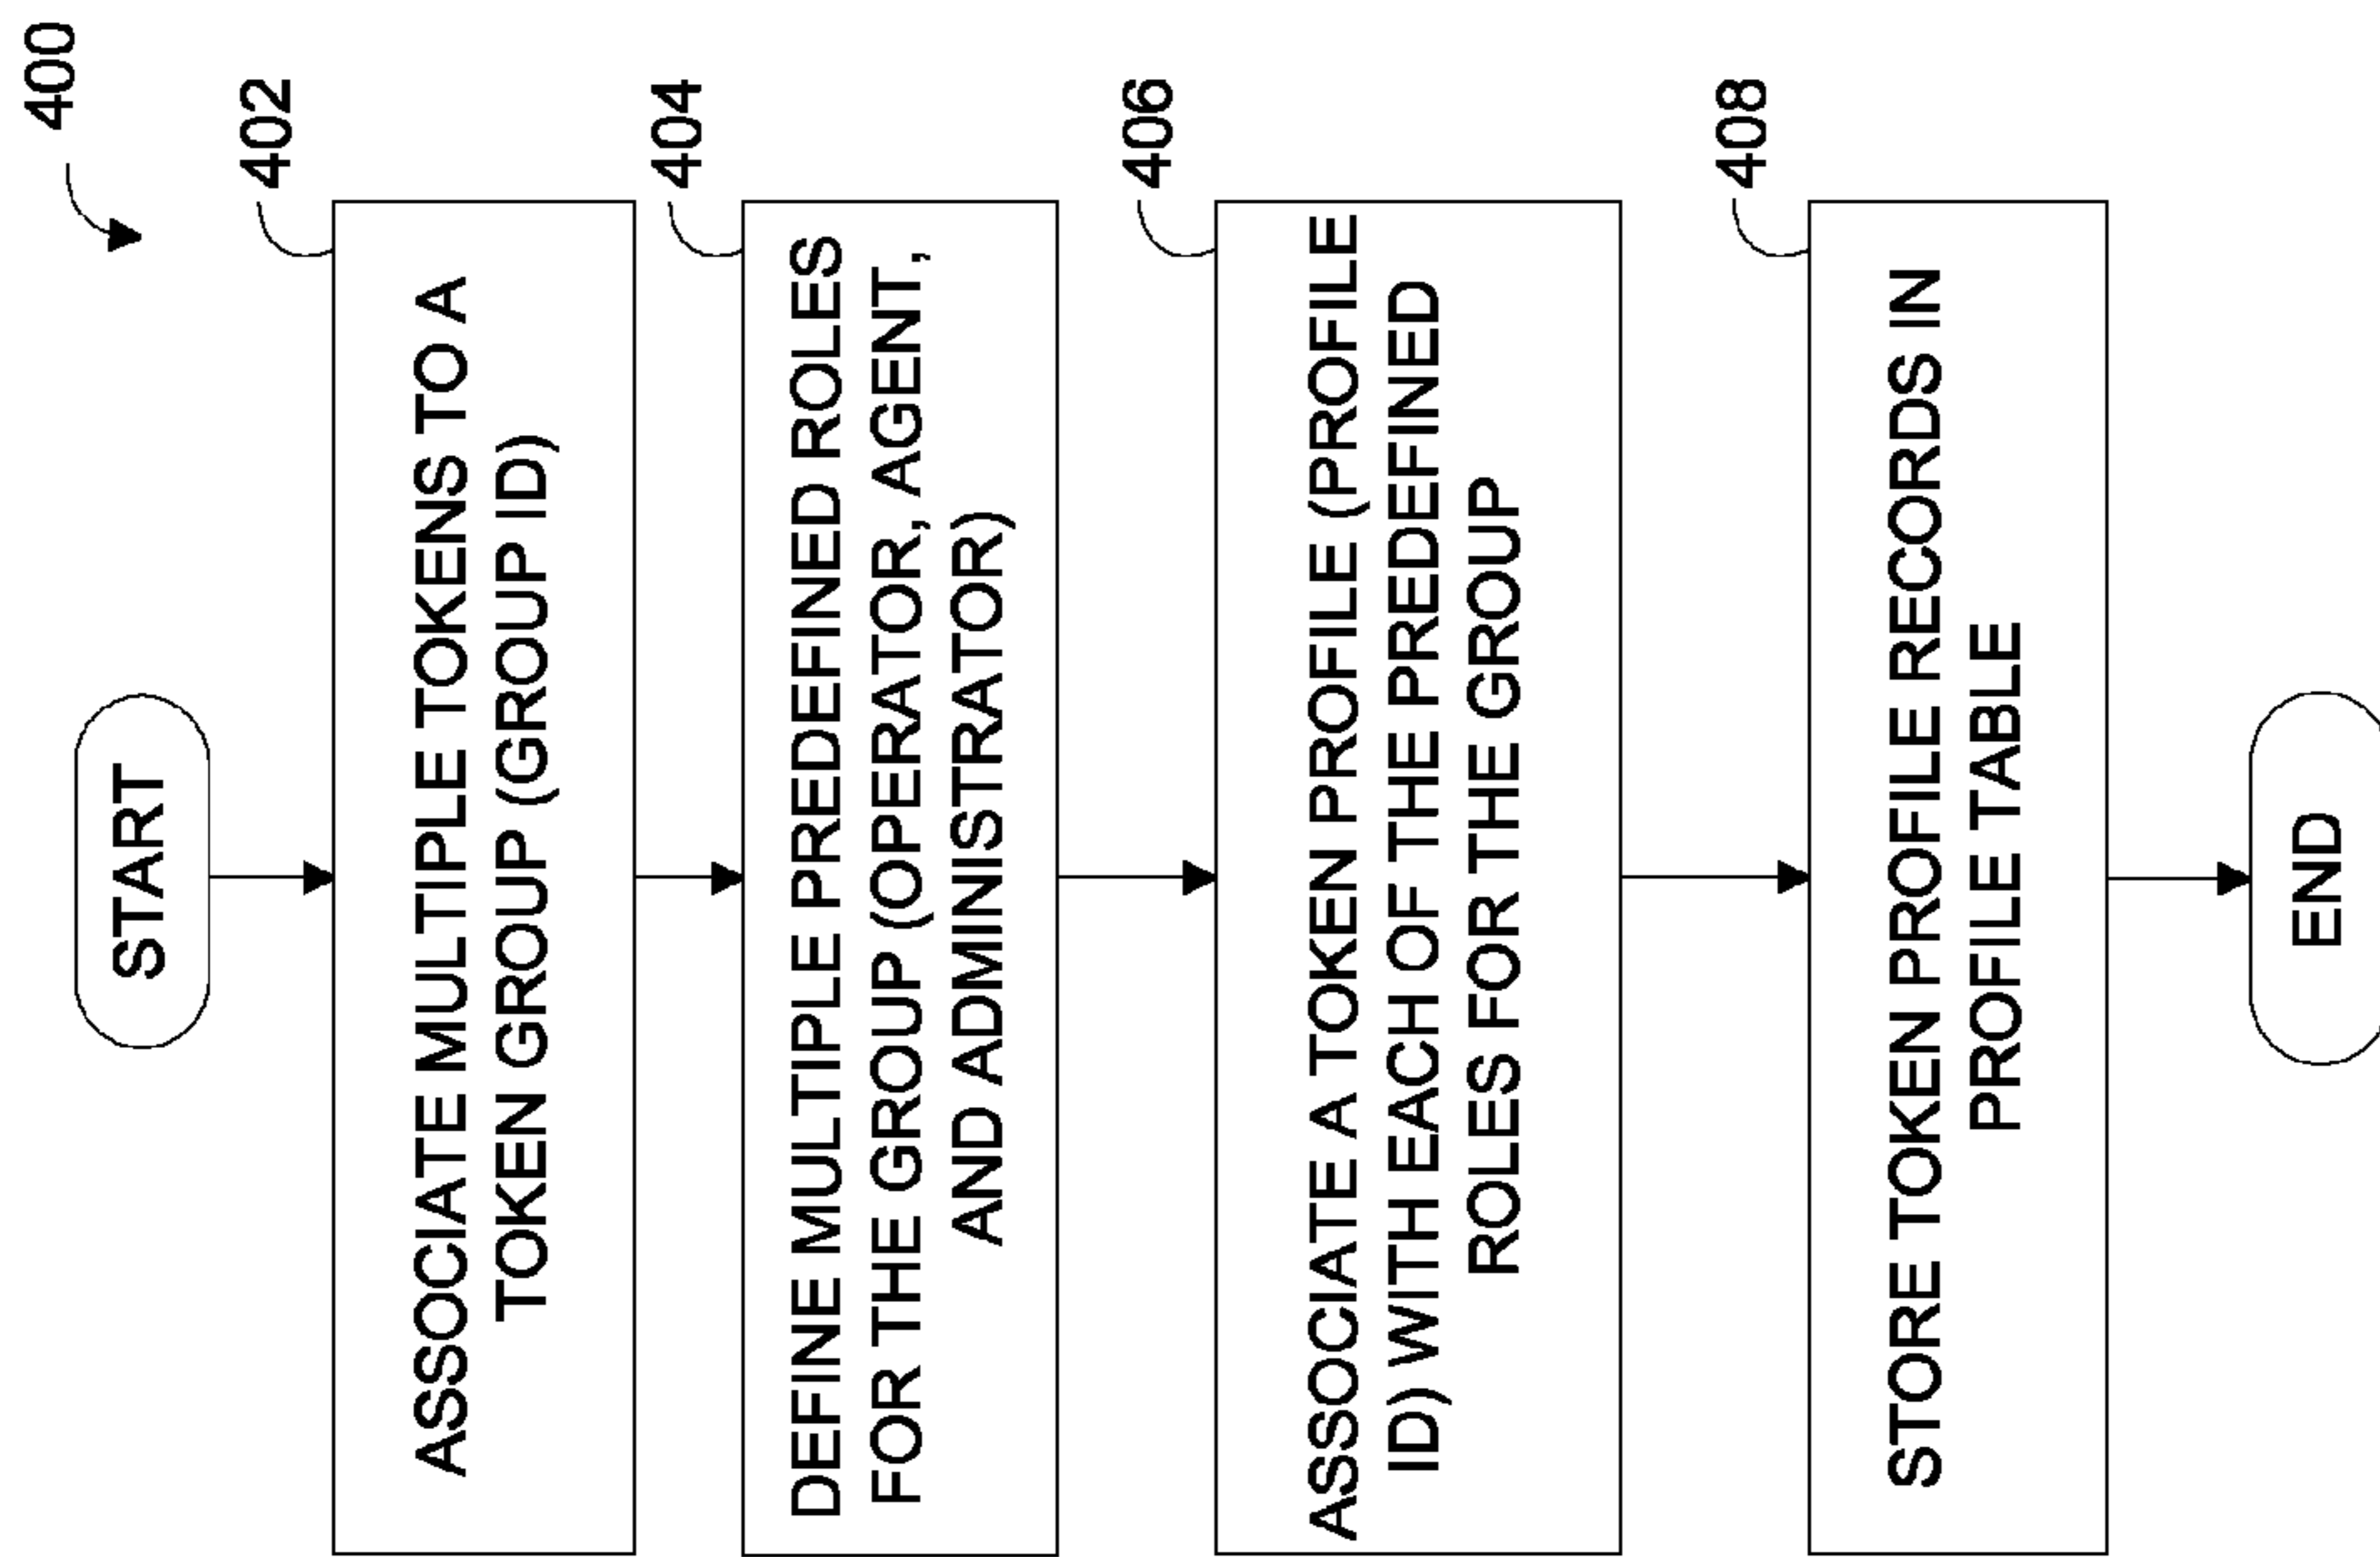 400
START
402
ASSOCIATE MULTIPLE TOKENS TO A
TOKEN GROUP (GROUP ID)
404
DEFINE MULTIPLE PREDEFINED ROLES
FOR THE GROUP (OPERATOR, AGENT,
AND ADMINISTRATOR)
406
ASSOCIATE A TOKEN PROFILE (PROFILE
ID) WITH EACH OF THE PREDEFINED
ROLES FOR THE GROUP
408
STORE TOKEN PROFILE RECORDS IN
PROFILE TABLE
END